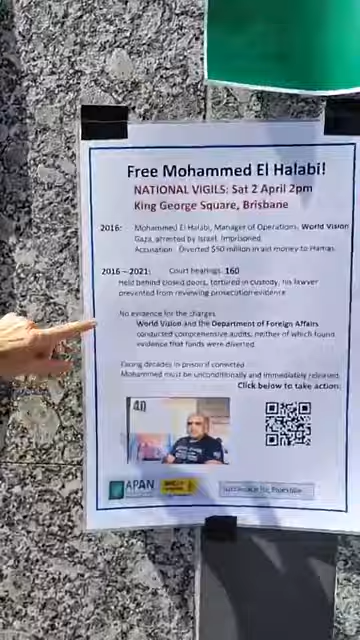 Free Mohammed El Halabi!
NATIONAL VIGILS: Sat 2 April 2pm
King George Square, Brisbane
2016: Mohammed El Halabi, Manager of Operations, World Vision
Gaza, arrested by Israel. Imprisoned
Accusation: Diverted $50 million in aid money to Hamas.
2016 – 2021: Court hearings: 160
Held behind closed doors, tortured in custody, his lawyer
prevented from reviewing prosecution evidence.
No evidence for the charges
World Vision and the Department of Foreign Affairs
conducted comprehensive audits, neither of which found
evidence that funds were diverted.
Facing decades in prison if convicted
Mohammed must be unconditionally and immediately released.
Click below to take action:
40
APAN
Justice for Palestine